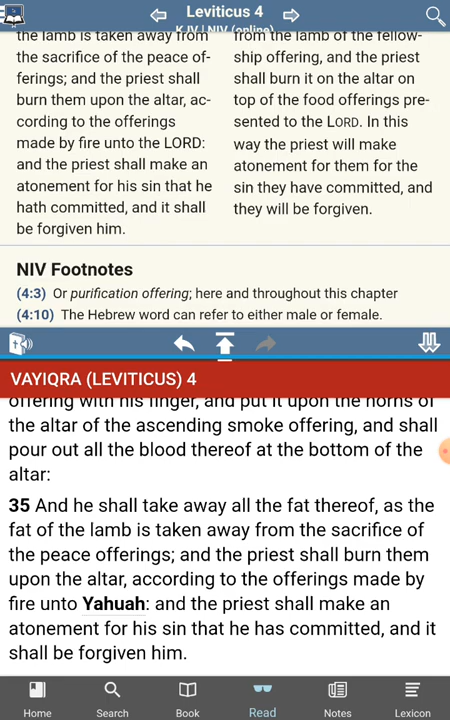 Leviticus 4
KJV | NIV (online)
the lamb is taken away from
the sacrifice of the peace of-
ferings; and the priest shall
burn them upon the altar, ac-
cording to the offerings
made by fire unto the LORD:
and the priest shall make an
atonement for his sin that he
hath committed, and it shall
be forgiven him.
from the lamb of the fellow-
ship offering, and the priest
shall burn it on the altar on
top of the food offerings pre-
sented to the LORD. In this
way the priest will make
atonement for them for the
sin they have committed, and
they will be forgiven.
NIV Footnotes
(4:3) Or purification offering; here and throughout this chapter
(4:10) The Hebrew word can refer to either male or female.
VAYIQRA (LEVITICUS) 4
offering with his finger, and put it upon the horns of
the altar of the ascending smoke offering, and shall
pour out all the blood thereof at the bottom of the
altar:
35 And he shall take away all the fat thereof, as the
fat of the lamb is taken away from the sacrifice of
the peace offerings; and the priest shall burn them
upon the altar, according to the offerings made by
fire unto Yahuah: and the priest shall make an
atonement for his sin that he has committed, and it
shall be forgiven him.
Home Search Book Read Notes Lexicon